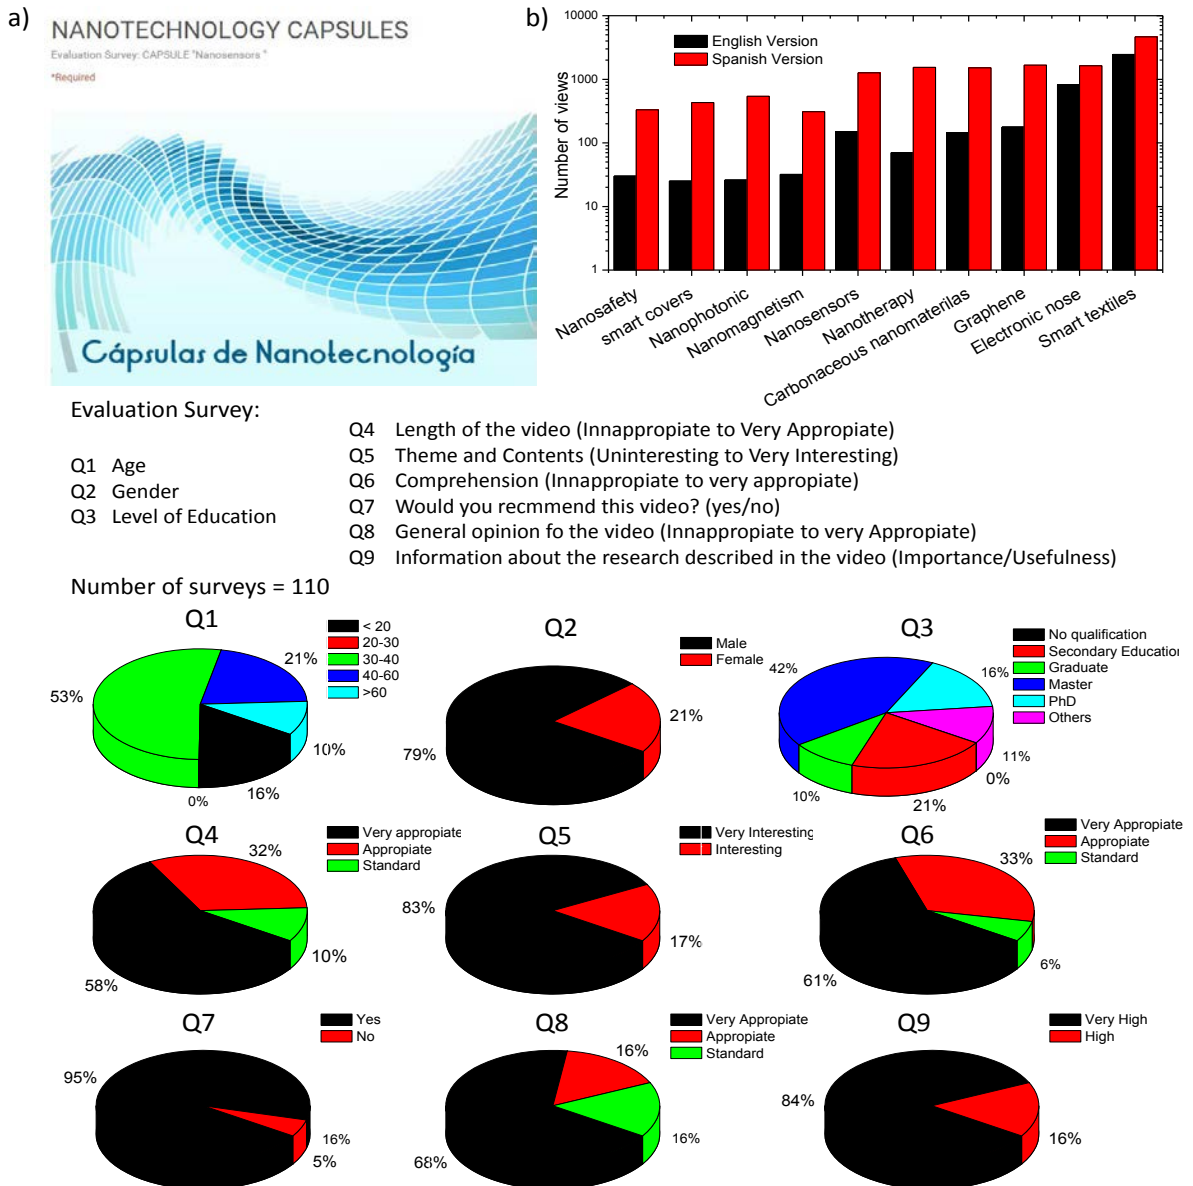 a)
NANOTECHNOLOGY CAPSULES
Evaluation Survey: CAPSULE "Nanosensors "
*Required
Cápsulas de Nanotecnología
b)
10000
1000
100
10
1
Number of views
English Version
Spanish Version
Nanosafety
smart covers
Nanophotonic
Nanomagnetism
Nanosensors
Nanotherapy
Carbonaceous nanomaterilas
Graphene
Electronic nose
Smart textiles
Evaluation Survey:
Q1 Age
Q2 Gender
Q3 Level of Education
Q4 Length of the video (Innappropiate to Very Appropiate)
Q5 Theme and Contents (Uninteresting to Very Interesting)
Q6 Comprehension (Innappropiate to very appropiate)
Q7 Would you recmmend this video? (yes/no)
Q8 General opinion fo the video (Innappropiate to very Appropiate)
Q9 Information about the research described in the video (Importance/Usefulness)
Number of surveys = 110
Q1
< 20
20-30
30-40
40-60
>60
21%
53%
10%
16%
0%
Q2
Male
Female
21%
79%
Q3
No qualification
Secondary Education
Graduate
Master
PhD
Others
42%
16%
11%
0%
21%
10%
Q4
Very appropiate
Appropiate
Standard
32%
10%
58%
Q5
Very Interesting
Interesting
83%
17%
Q6
Very Appropiate
Appropiate
Standard
33%
6%
61%
Q7
Yes
No
95%
16%
5%
Q8
Very Appropiate
Appropiate
Standard
16%
16%
68%
Q9
Very High
High
84%
16%